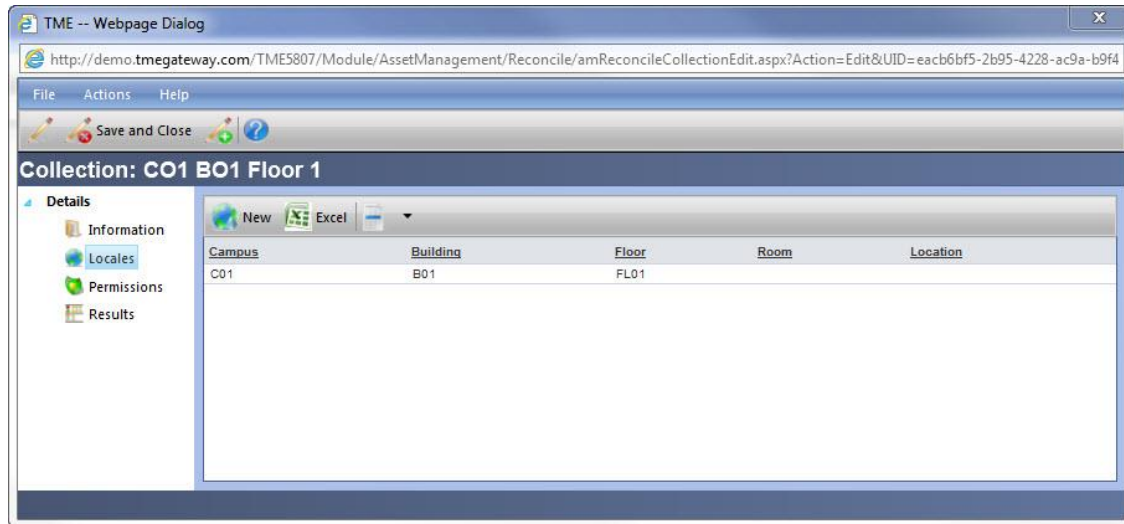 TME -- Webpage Dialog
X
http://demo.tmegateway.com/TME5807/Module/AssetManagement/Reconcile/amReconcileCollectionEdit.aspx?Action=Edit&UID=eacb6bf5-2b95-4228-ac9a-b9f4
File Actions Help
Save and Close
Collection: CO1 BO1 Floor 1
Details
Information
Locales
Permissions
Results
New Excel
Campus Building Floor Room Location
C01 B01 FL01